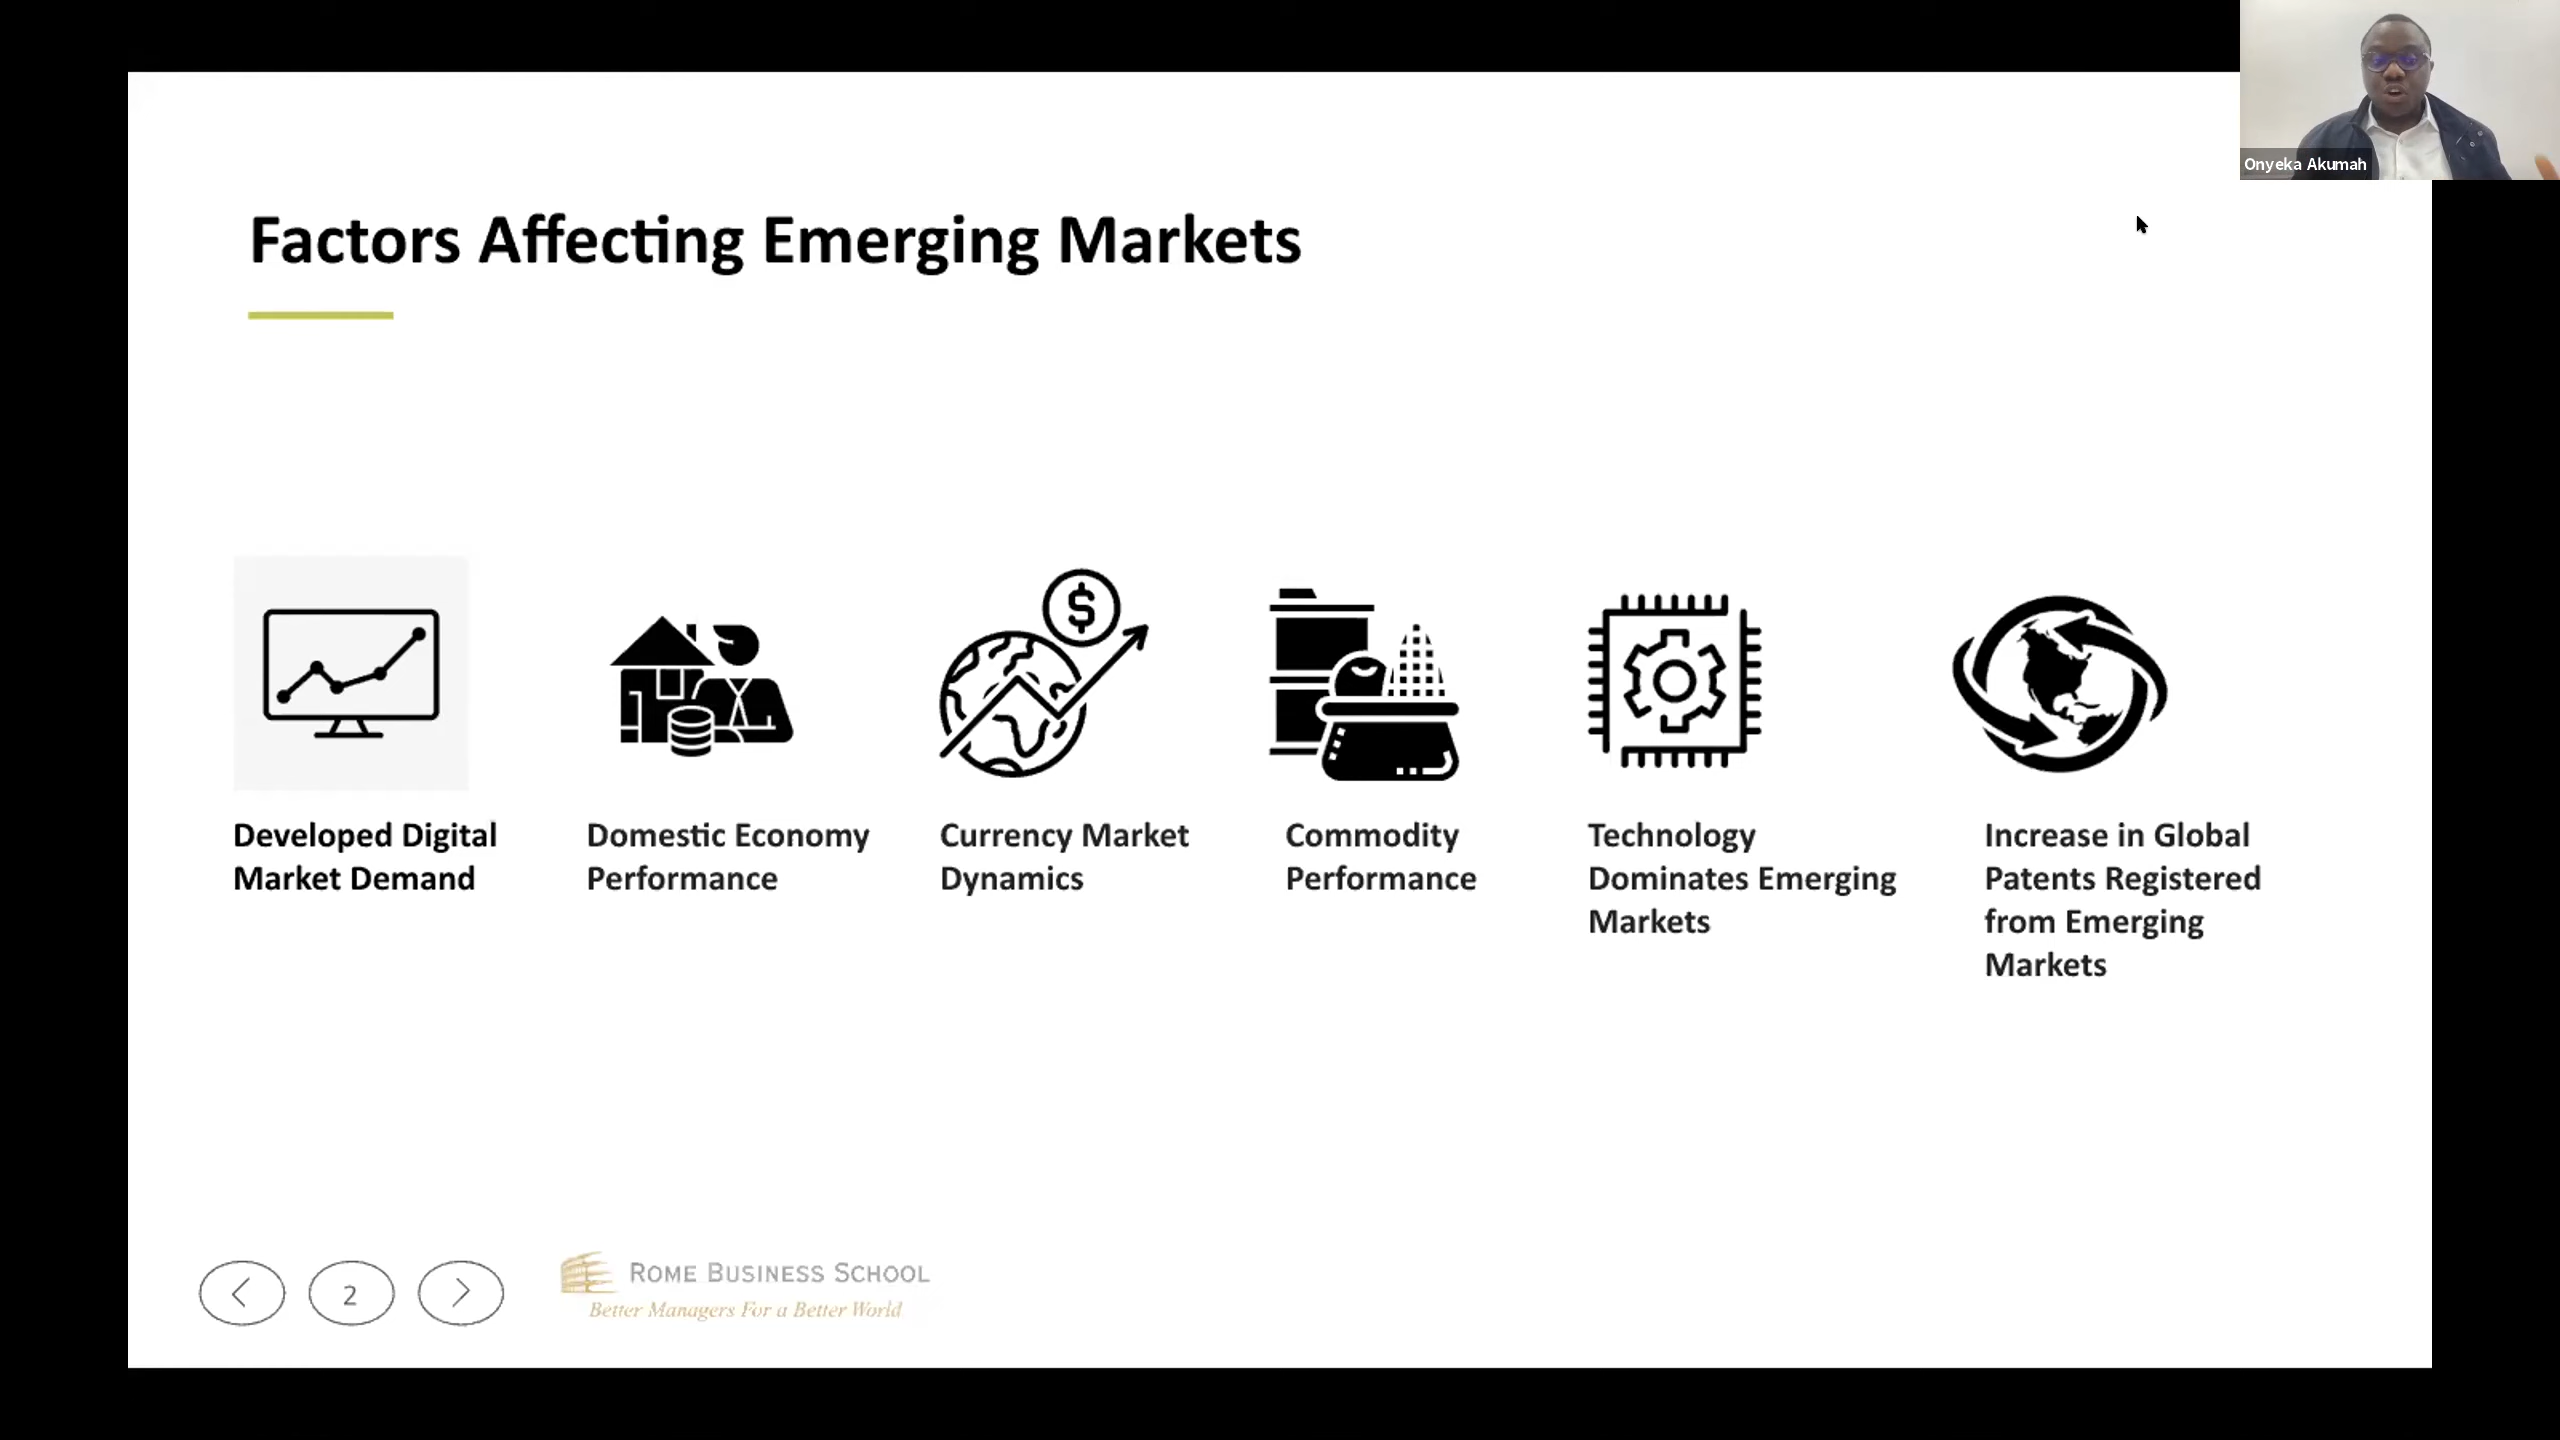 Onyeka Akumah
Factors Affecting Emerging Markets
$
Developed Digital
Market Demand
Domestic Economy
Performance
Currency Market
Dynamics
Commodity
Performance
Technology
Dominates Emerging
Markets
Increase in Global
Patents Registered
from Emerging
Markets
2
ROME BUSINESS SCHOOL
Better Managers For a Better World